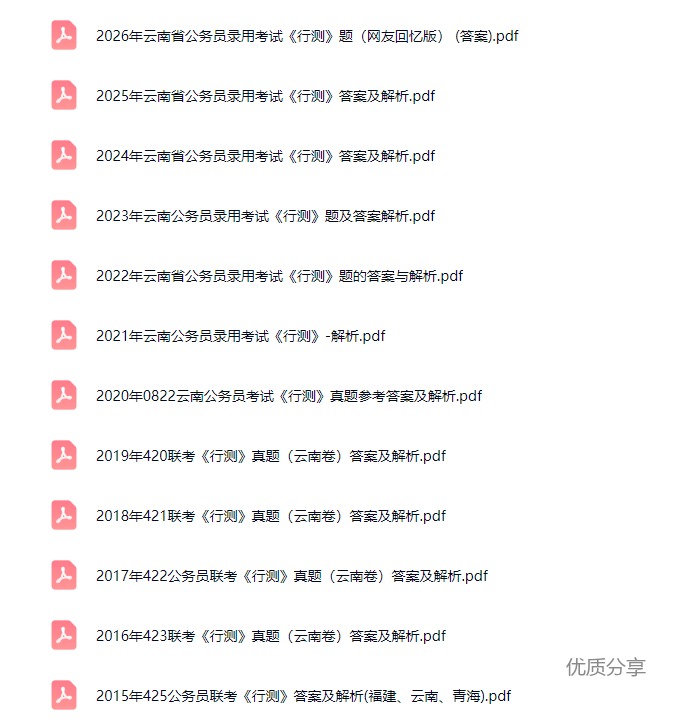 2026年云南省公务员录用考试《行测》题（网友回忆版） (答案).pdf
2025年云南省公务员录用考试《行测》答案及解析.pdf
2024年云南省公务员录用考试《行测》答案及解析.pdf
2023年云南公务员录用考试《行测》题及答案解析.pdf
2022年云南省公务员录用考试《行测》题的答案与解析.pdf
2021年云南公务员录用考试《行测》-解析.pdf
2020年0822云南公务员考试《行测》真题参考答案及解析.pdf
2019年420联考《行测》真题（云南卷）答案及解析.pdf
2018年421联考《行测》真题（云南卷）答案及解析.pdf
2017年422公务员联考《行测》真题（云南卷）答案及解析.pdf
2016年423联考《行测》真题（云南卷）答案及解析.pdf
优质分享
2015年425公务员联考《行测》答案及解析(福建、云南、青海).pdf